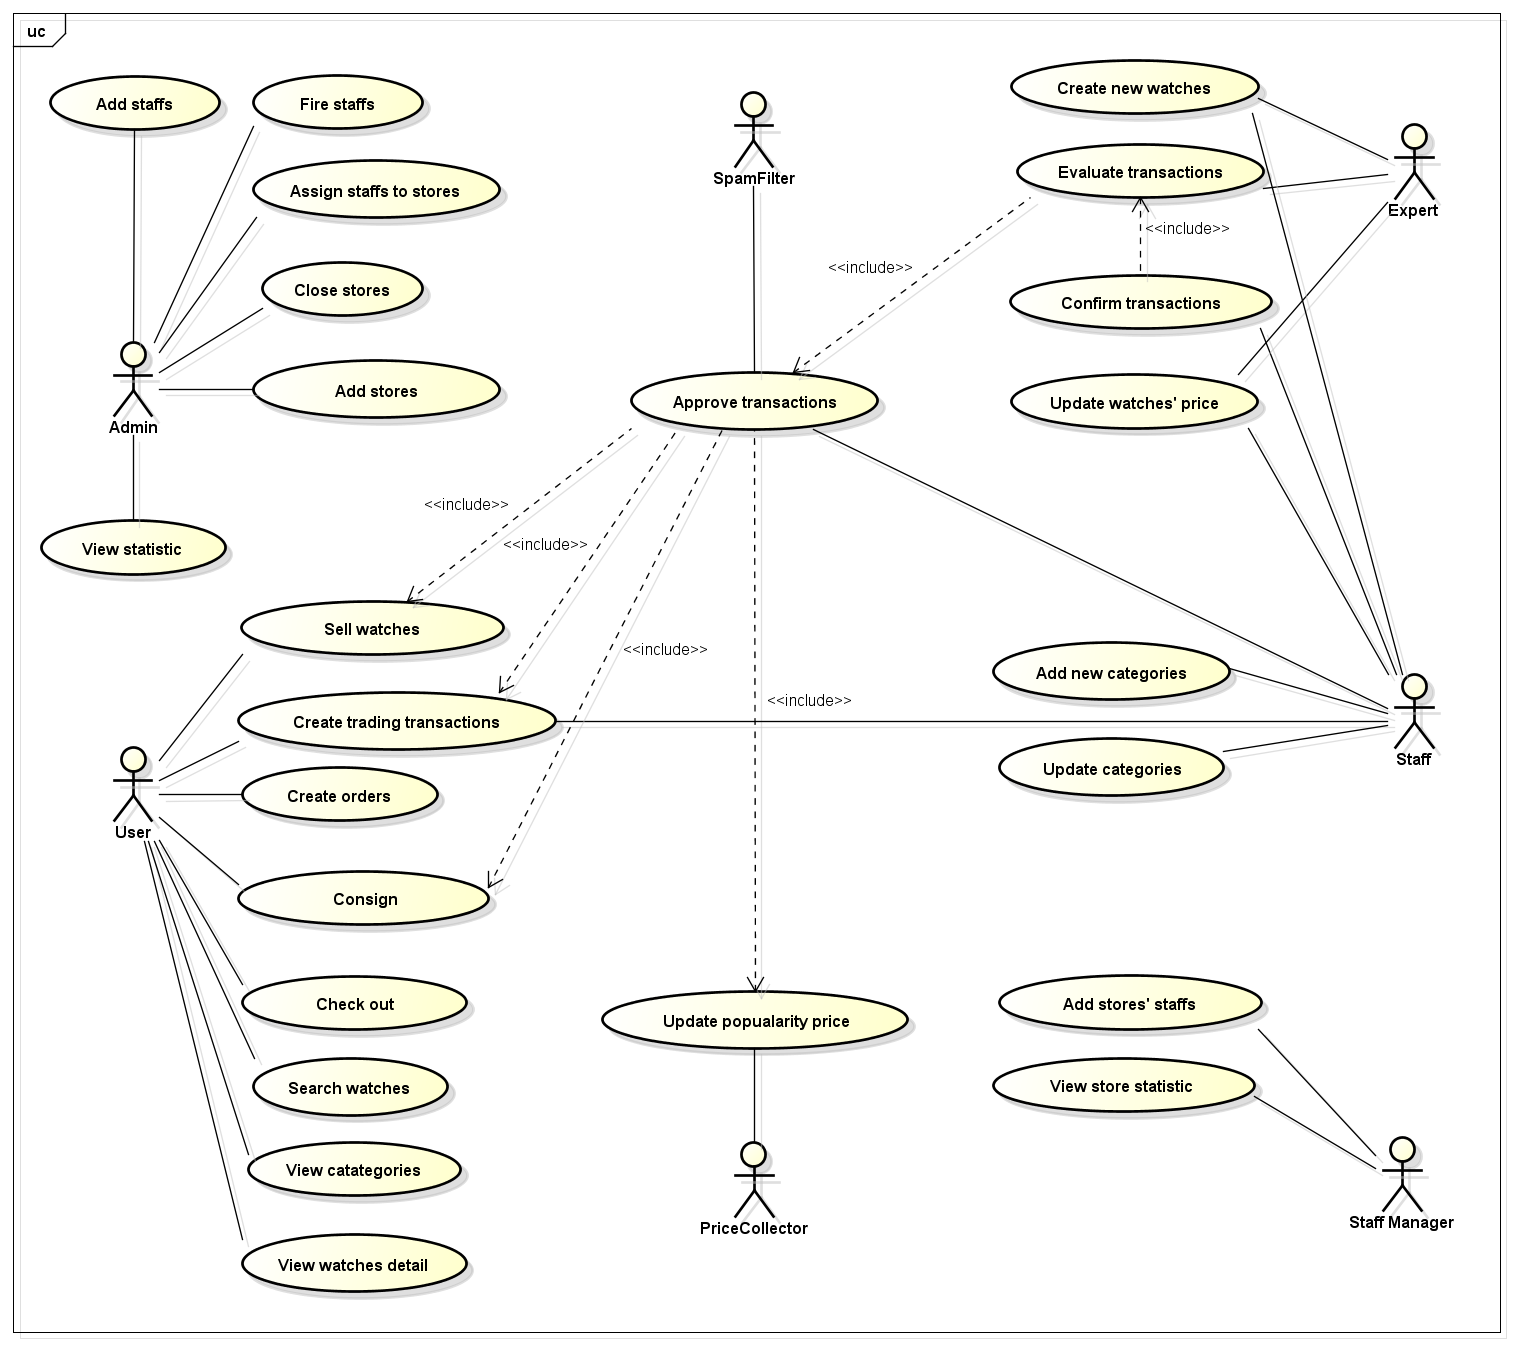 uc
Add staffs
Fire staffs
Assign staffs to stores
Close stores
Add stores
Admin
View statistic
SpamFilter
Create new watches
Evaluate transactions
Expert
<<include>>
<<include>>
Confirm transactions
Update watches' price
Approve transactions
<<include>>
<<include>>
<<include>>
<<include>>
Sell watches
Create trading transactions
Create orders
User
Consign
Check out
Search watches
View catategories
View watches detail
Add new categories
Update categories
Staff
Update popualarity price
PriceCollector
Add stores' staffs
View store statistic
Staff Manager